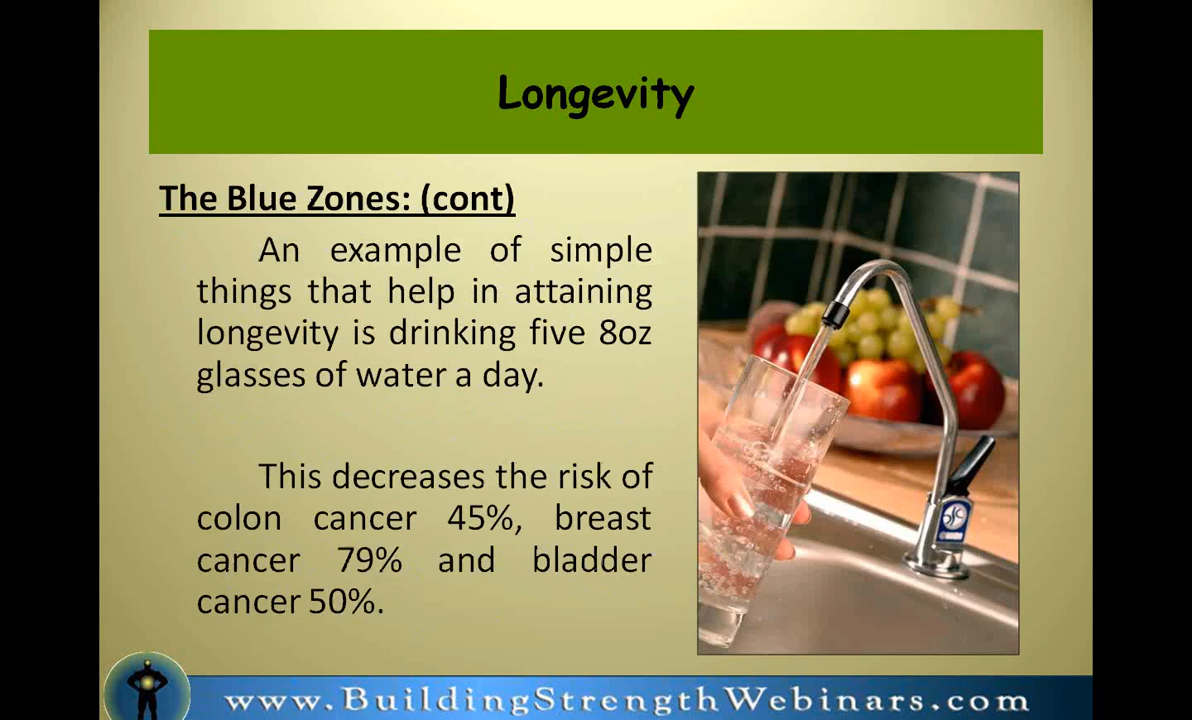 Longevity
The Blue Zones: (cont)
An example of simple
things that help in attaining
longevity is drinking five 8oz
glasses of water a day.
This decreases the risk of
colon cancer 45%, breast
cancer 79% and bladder
cancer 50%.
www.BuildingStrengthWebinars.com